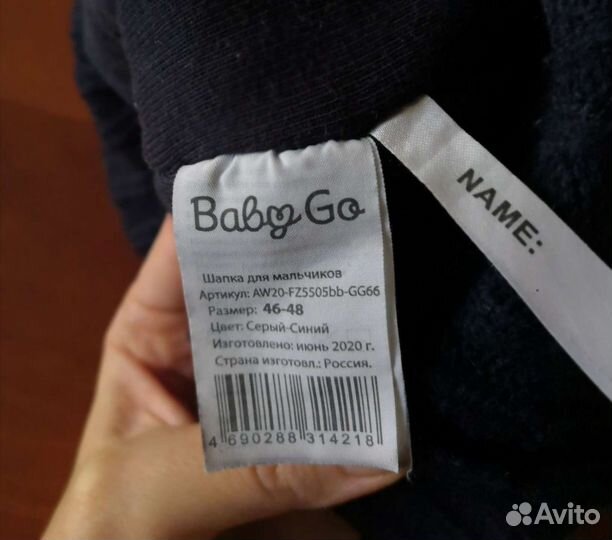 Baby Go
Шапка для мальчиков
Артикул: AW20-FZ5505bb-GG66
Размер: 46-48
Цвет: Серый-Синий
Изготовлено: июнь 2020 г.
Страна изготовл.: Россия.
4 690288 314218
NAME:
Avito